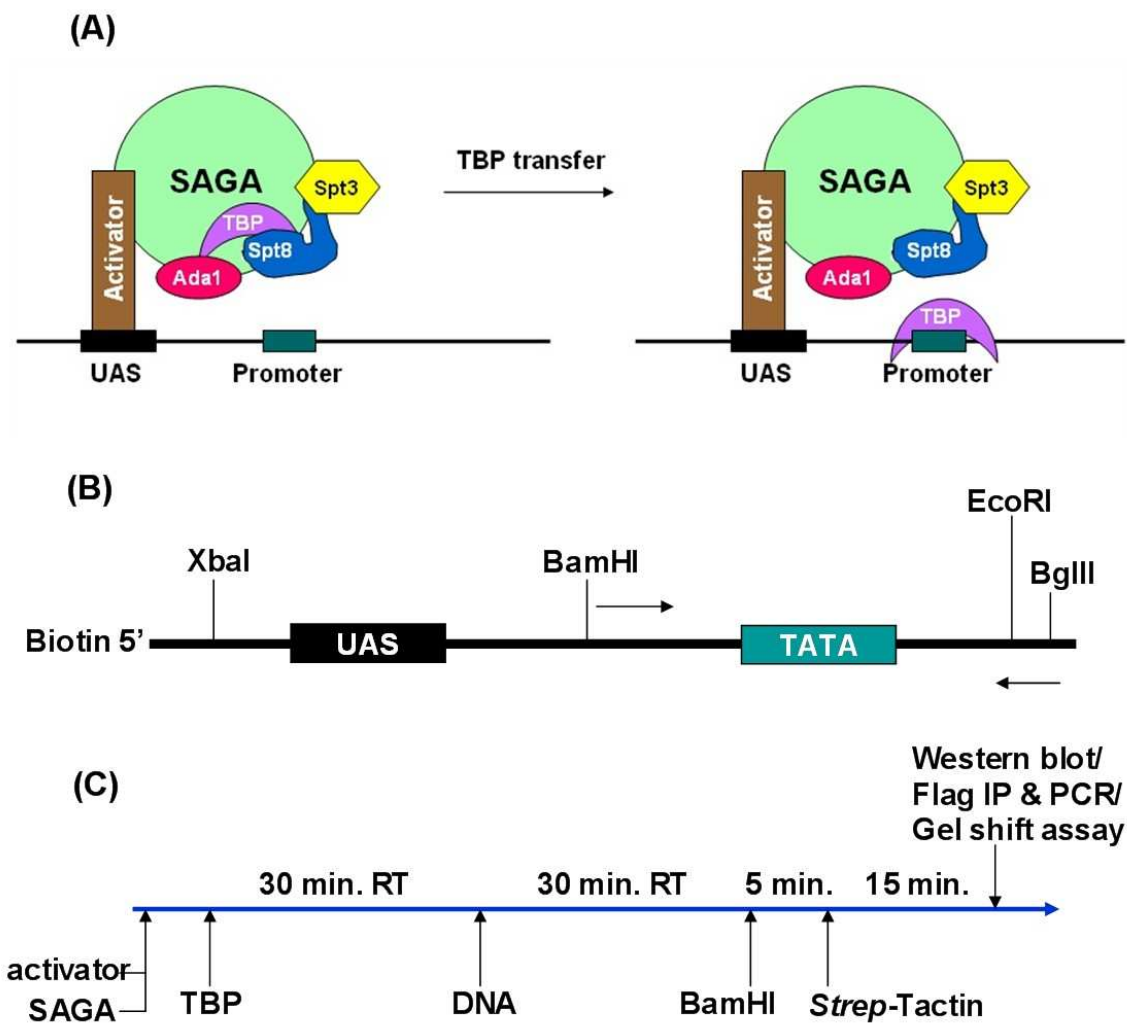 (A)
SAGA
Spt3
TBP
Spt8
Ada1
Activator
UAS
Promoter
TBP transfer
SAGA
Spt3
Spt8
Ada1
Activator
TBP
UAS
Promoter
(B)
EcoRI
XbaI
BamHI
BglII
Biotin 5’
UAS
TATA
(C)
Western blot/
Flag IP & PCR/
Gel shift assay
30 min. RT
30 min. RT
5 min.
15 min.
activator
SAGA
TBP
DNA
BamHI
Strep-Tactin